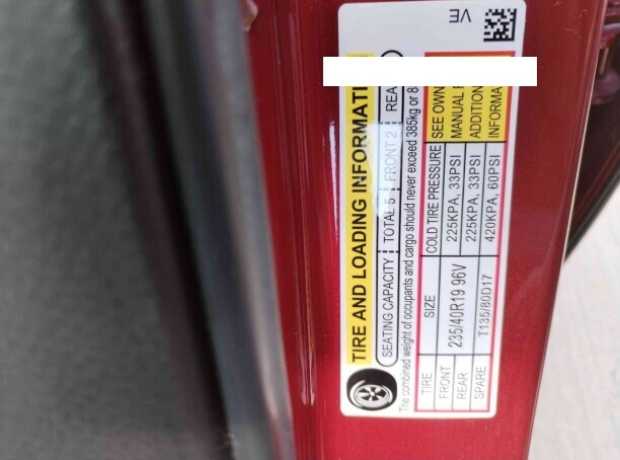 VE
TIRE AND LOADING INFORMATI
SEATING CAPACITY TOTAL 5 FRONT 2 REA
The combined weight of occupants and cargo should never exceed 385kg or 8
TIRE SIZE COLD TIRE PRESSURE SEE OWN
FRONT 235/40R19 96V 225KPA, 33PSI MANUAL
REAR 225KPA, 33PSI ADDITION
SPARE T135/80D17 420KPA, 60PSI INFORMA